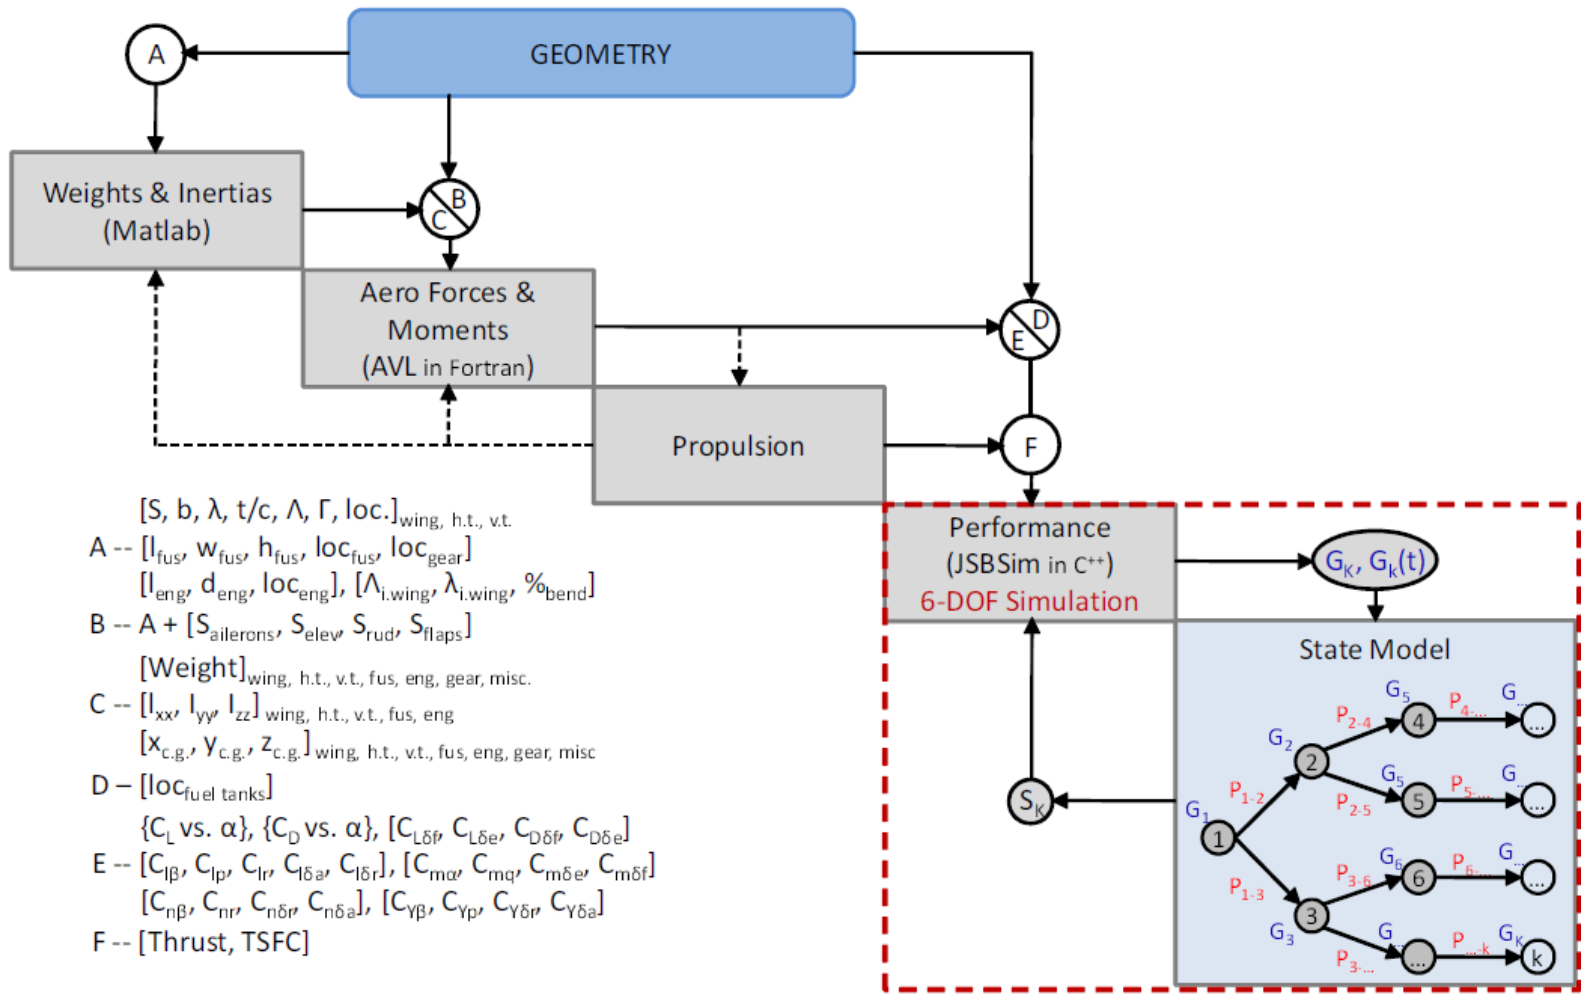 GEOMETRY
A
Weights & Inertias
(Matlab)
B
C
Aero Forces &
Moments
(AVL in Fortran)
D
E
Propulsion
F
[S, b, λ, t/c, Λ, Γ, loc.]wing, h.t., v.t.
A -- [lfus, wfus, hfus, locfus, locgear]
[leng, deng, loceng], [Λi.wing, λi.wing, %bend]
B -- A + [Sailerons, Selev, Srud, Sflaps]
[Weight]wing, h.t., v.t., fus, eng, gear, misc.
C -- [Ixx, Iyy, Izz] wing, h.t., v.t., fus, eng
[xc.g., yc.g., zc.g.] wing, h.t., v.t., fus, eng, gear, misc
D – [locfuel tanks]
{CL vs. α}, {CD vs. α}, [CLδf, CLδe, CDδf, CDδe]
E -- [Clβ, Clp, Clr, Clδa, Clδr], [Cmα, Cmq, Cmδe, Cmδf]
[Cnβ, Cnr, Cnδr, Cnδa], [CYβ, CYp, CYδr, CYδa]
F -- [Thrust, TSFC]
Performance
(JSBSim in C++)
6-DOF Simulation
GK, Gk(t)
State Model
SK
G1
1
P1-2
P1-3
G2
2
G3
3
P2-4
P2-5
P3-6
P3-...
G5
4
G5
5
G6
6
G...
...
P4-...
P5-...
P6-...
P...-k
G...
...
G...
...
G...
...
GK
k